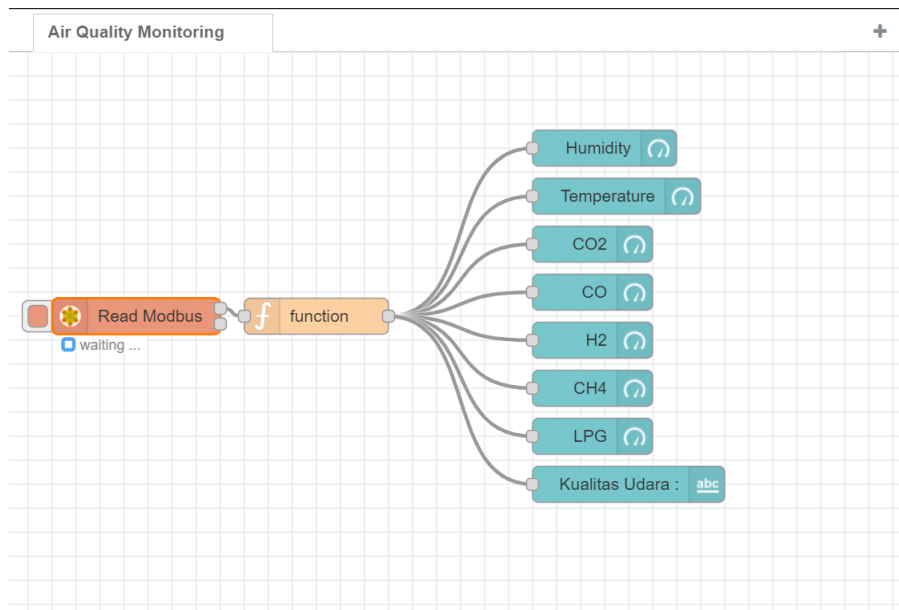 Air Quality Monitoring
Humidity
Temperature
CO2
CO
Read Modbus
function
H2
waiting ...
CH4
LPG
Kualitas Udara :
abc